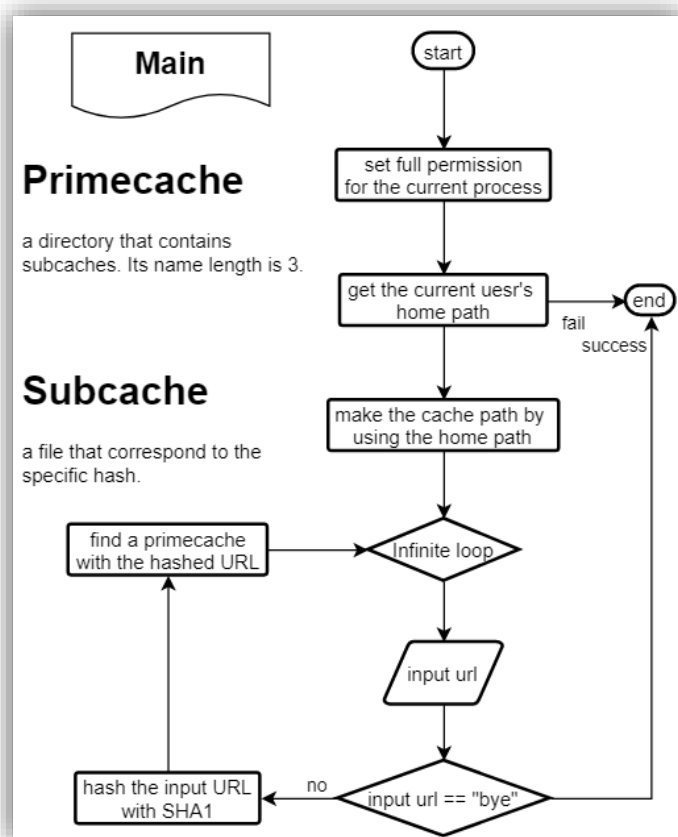 Main
start
Primecache
set full permission
for the current process
a directory that contains
subcaches. Its name length is 3.
get the current uesr's
home path
end
fail
success
Subcache
make the cache path by
using the home path
a file that correspond to the
specific hash.
find a primecache
with the hashed URL
Infinite loop
input url
hash the input URL
with SHA1
no
input url == "bye"